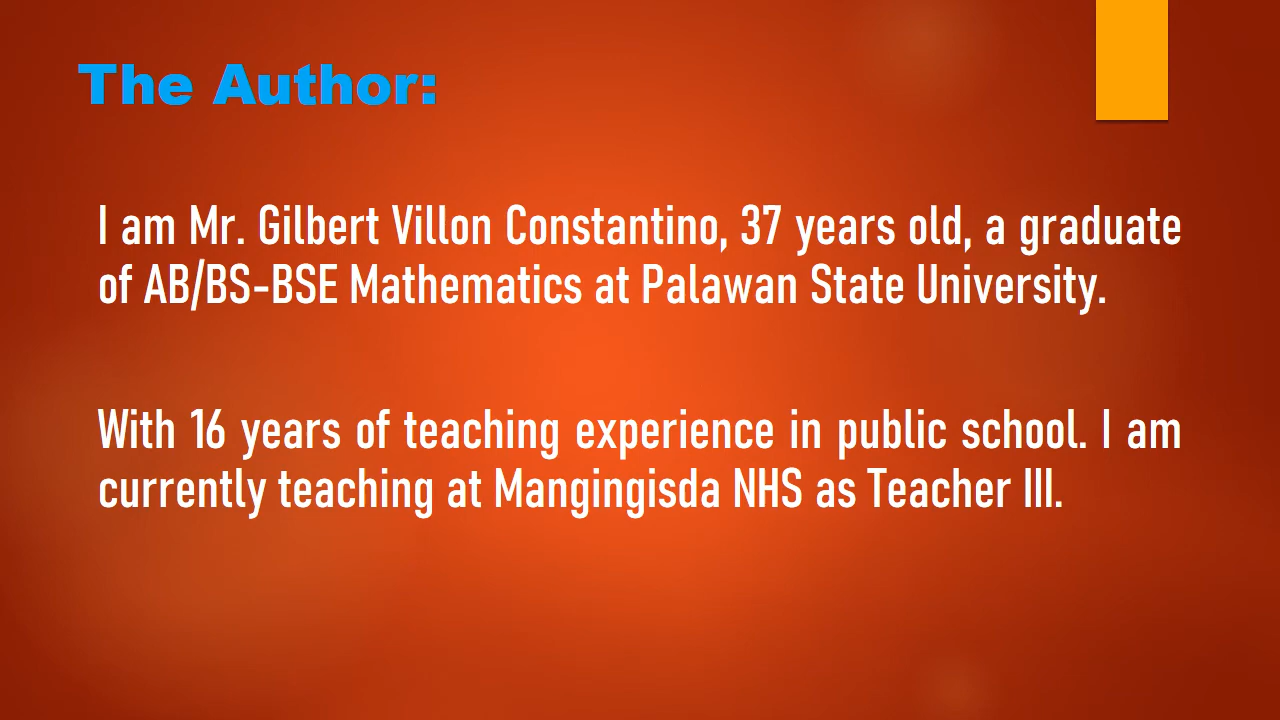 The Author:
I am Mr. Gilbert Villon Constantino, 37 years old, a graduate
of AB/BS-BSE Mathematics at Palawan State University.
With 16 years of teaching experience in public school. I am
currently teaching at Mangingisda NHS as Teacher III.